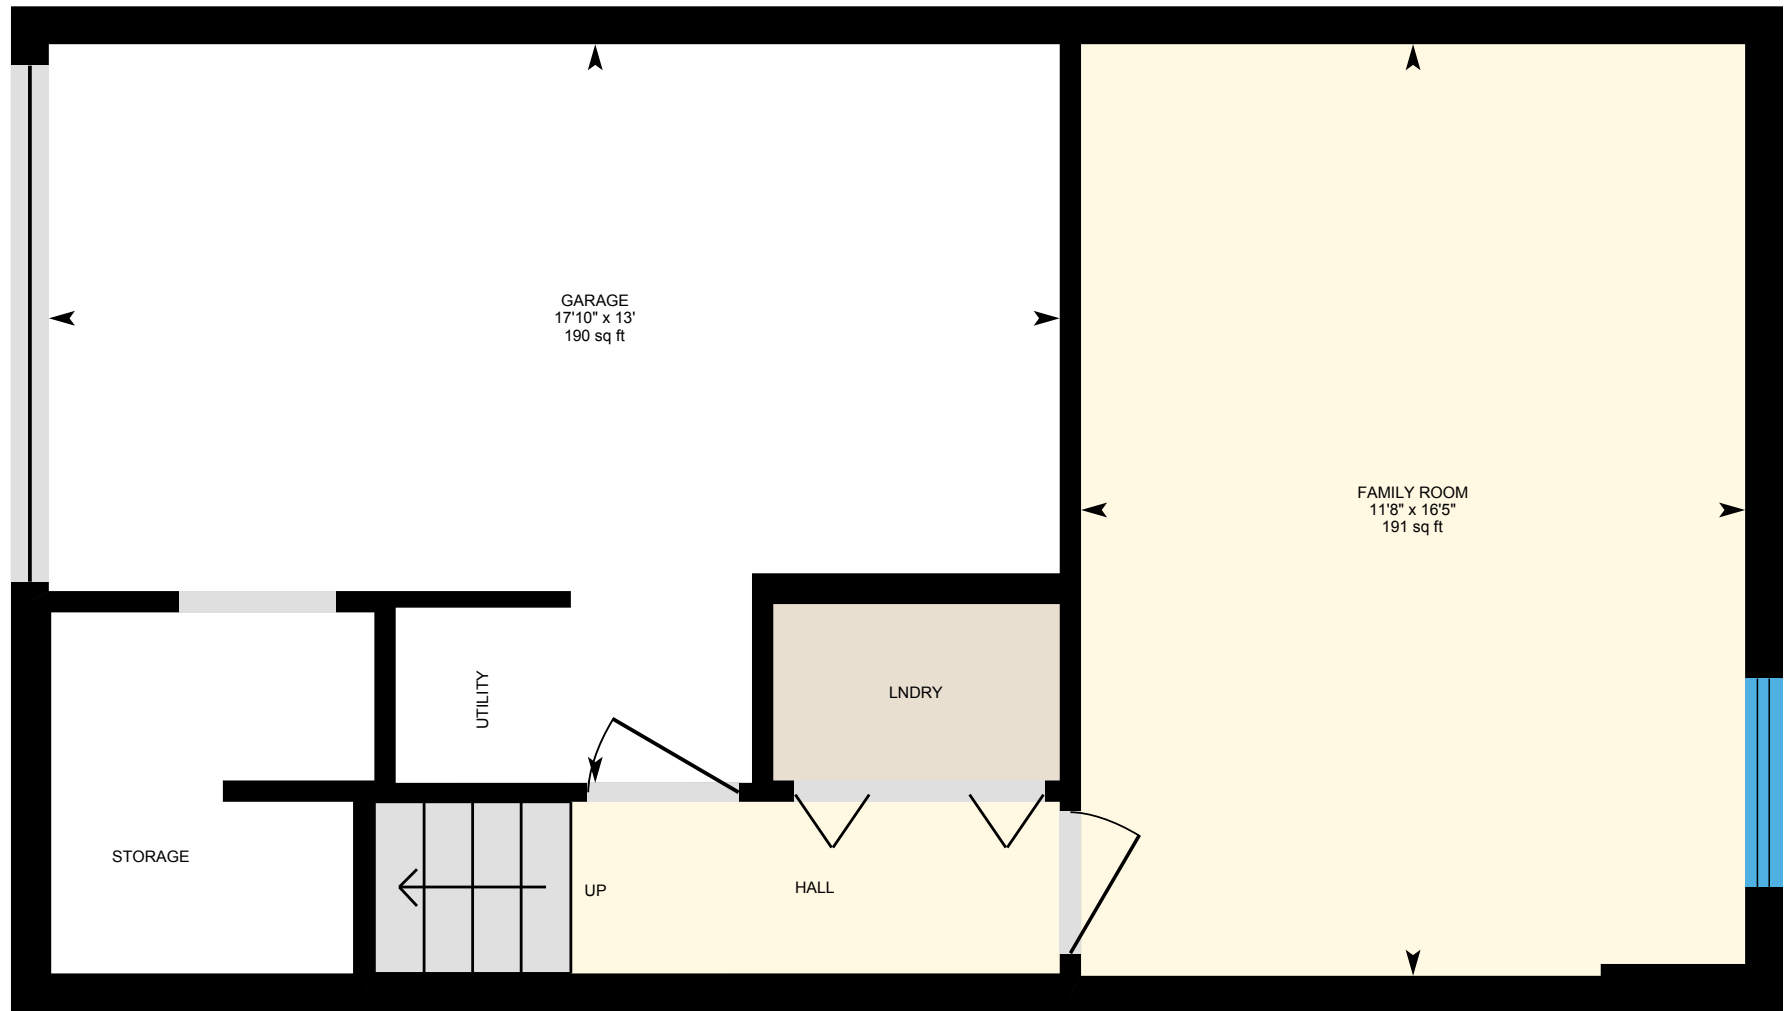 GARAGE
17'10" x 13'
190 sq ft
FAMILY ROOM
11'8" x 16'5"
191 sq ft
UTILITY
LNDRY
STORAGE
UP
HALL